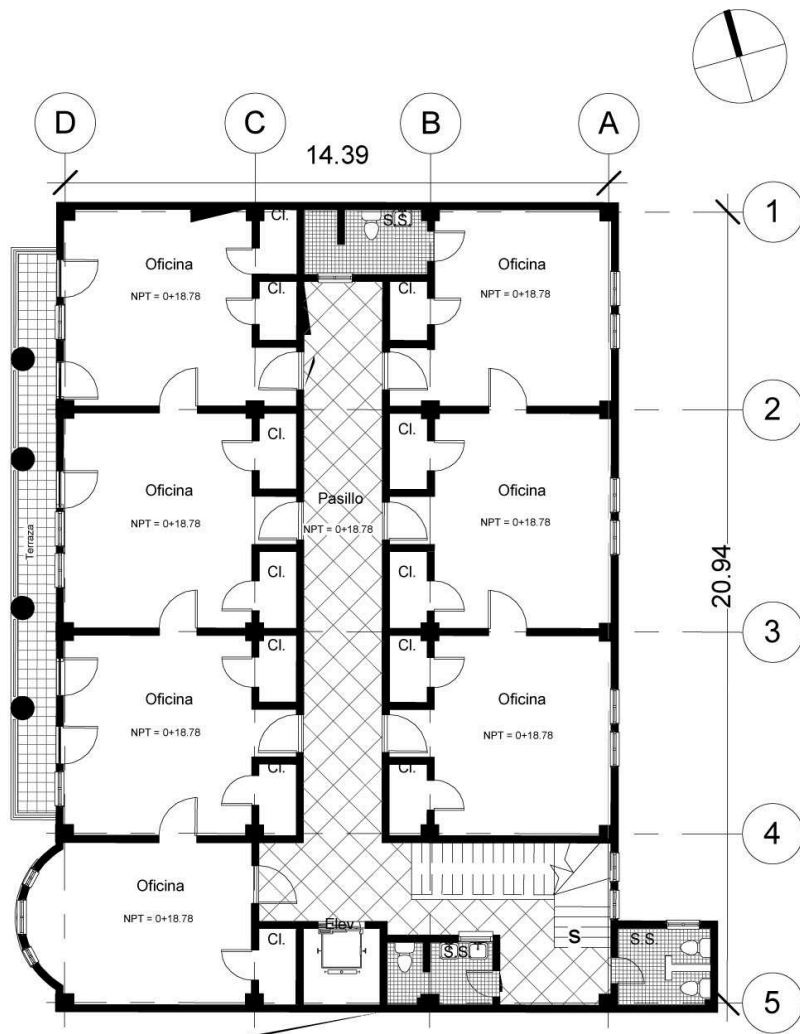 D
C
B
A
14.39
1
Cl.
S.S.
Oficina
NPT = 0+18.78
Oficina
NPT = 0+18.78
Cl.
Cl.
2
Cl.
Cl.
Oficina
NPT = 0+18.78
Pasillo
NPT = 0+18.78
Oficina
NPT = 0+18.78
Terraza
Cl.
Cl.
20.94
3
Cl.
Cl.
Oficina
NPT = 0+18.78
Oficina
NPT = 0+18.78
Cl.
Cl.
4
Oficina
NPT = 0+18.78
Elev.
Cl.
S.S.
S
S.S.
5